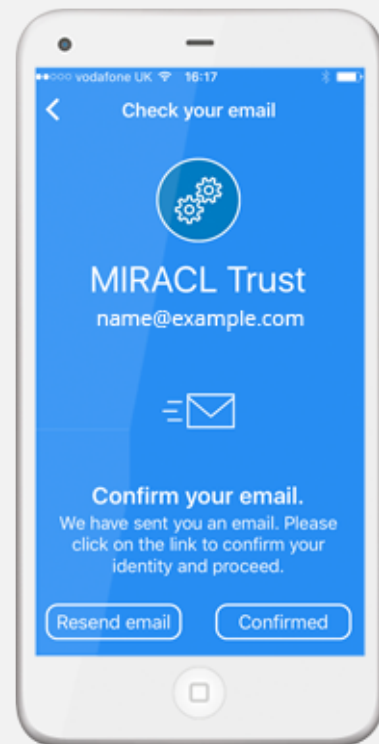 vodafone UK 16:17
Check your email
MIRACL Trust
name@example.com
Confirm your email.
We have sent you an email. Please
click on the link to confirm your
identity and proceed.
Resend email Confirmed